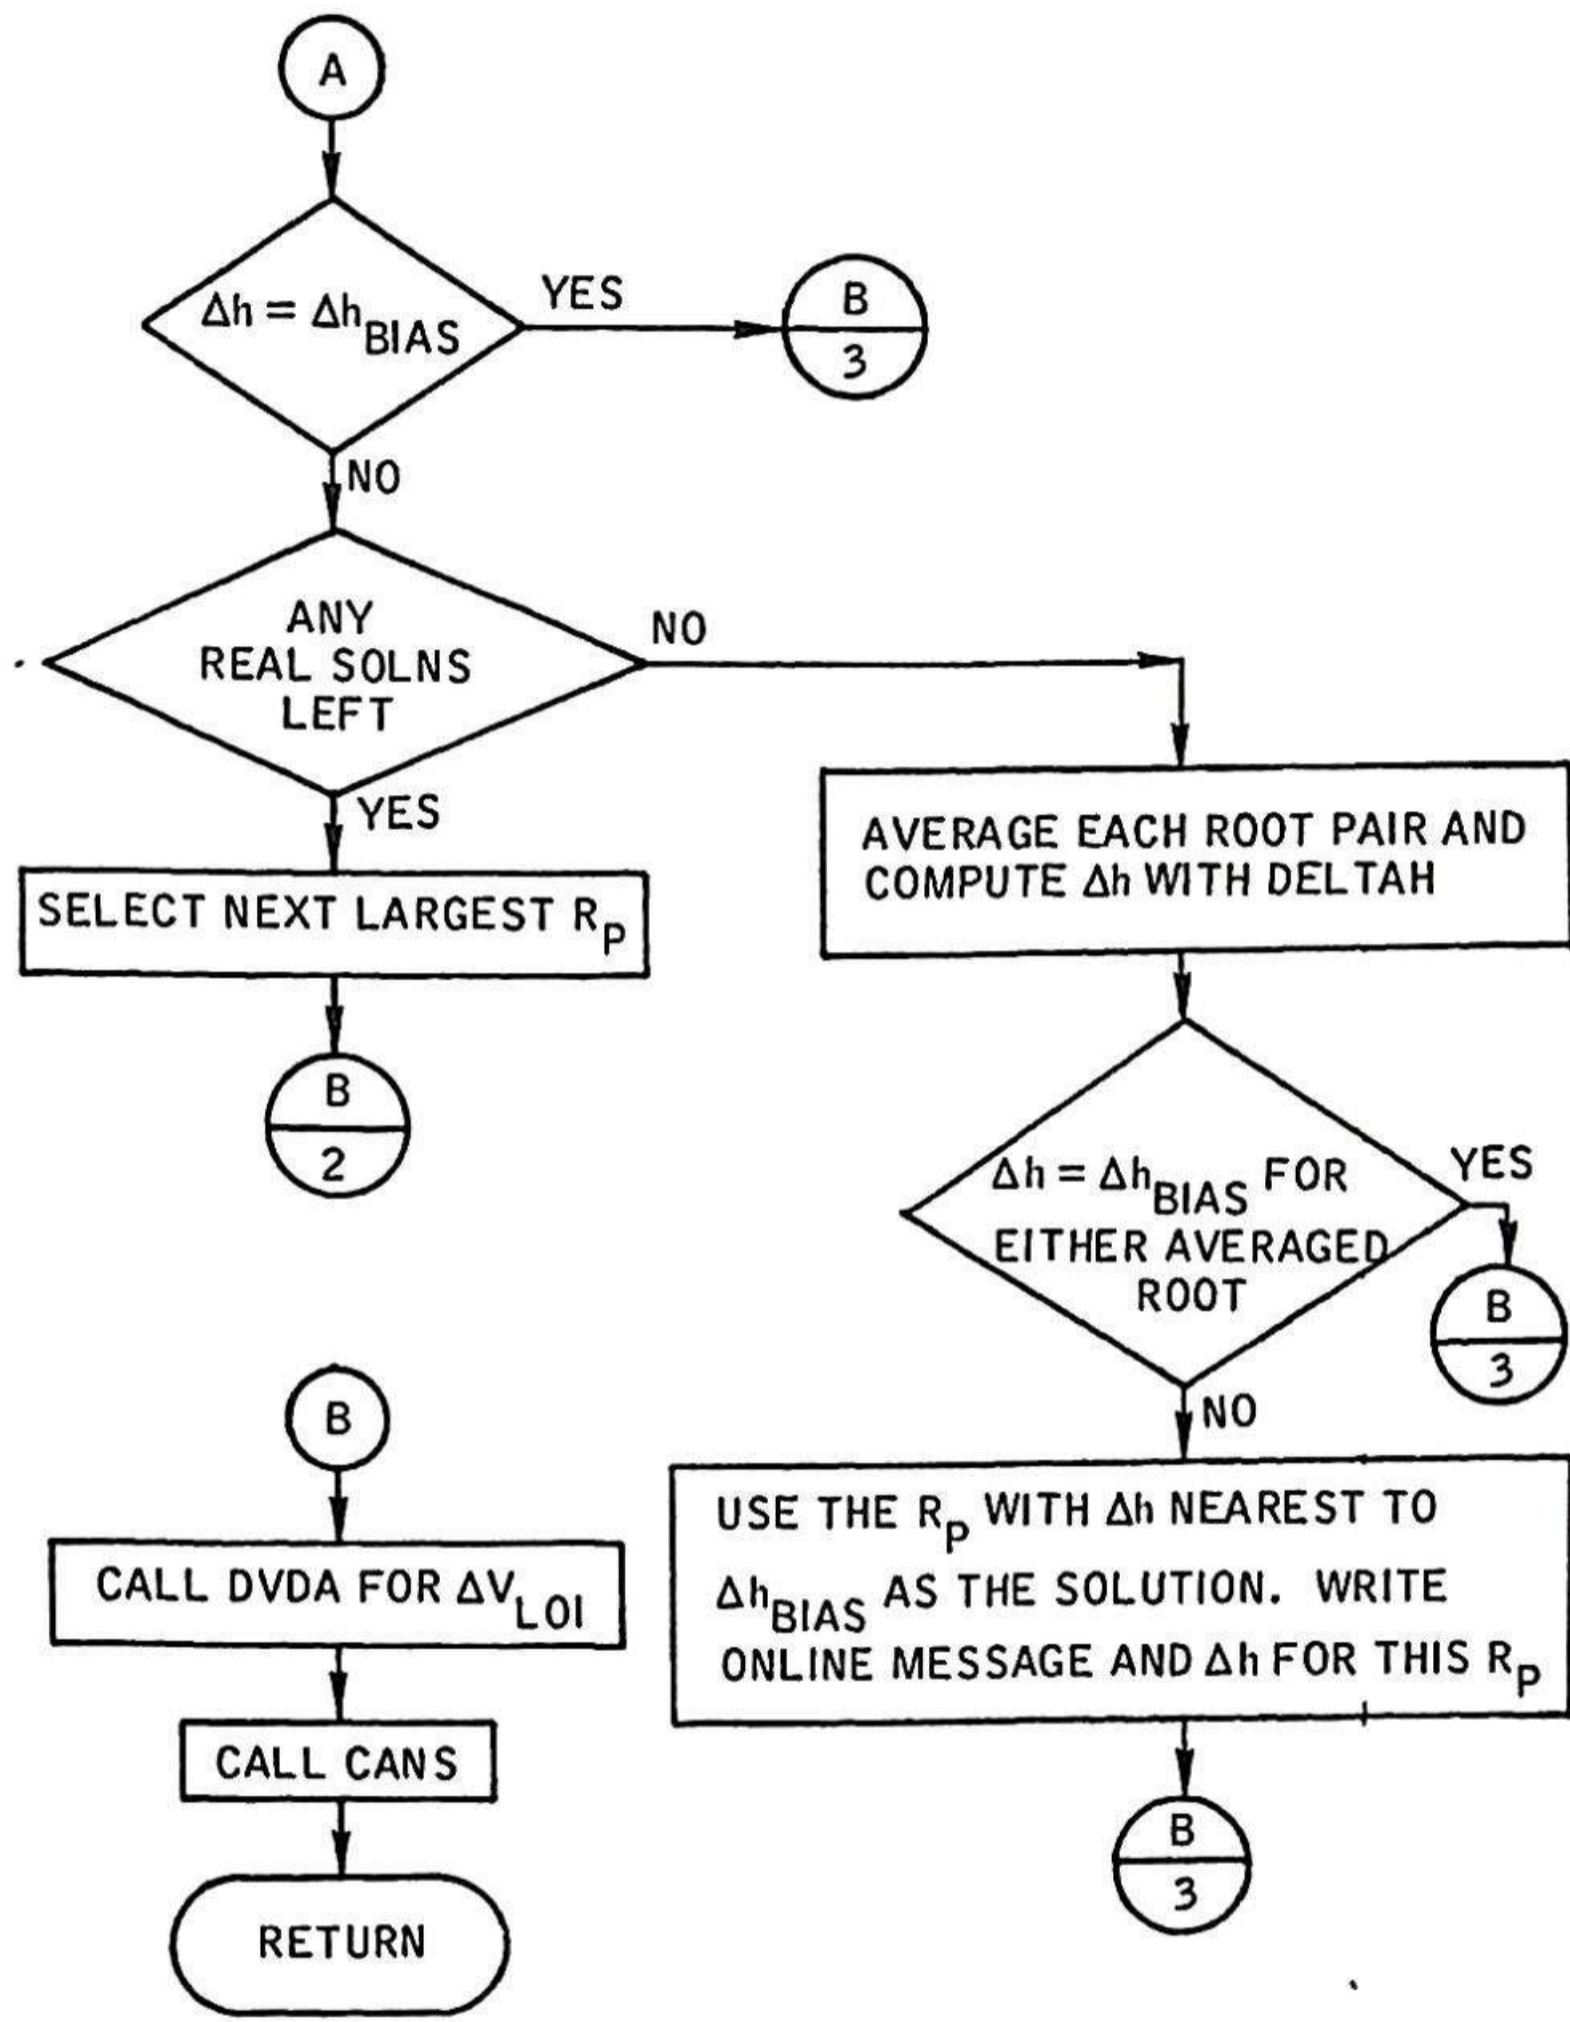 A
Δh = Δh_BIAS
YES
B
3
NO
ANY
REAL SOLNS
LEFT
NO
YES
SELECT NEXT LARGEST R_P
B
2
AVERAGE EACH ROOT PAIR AND
COMPUTE Δh WITH DELTAH
Δh = Δh_BIAS FOR
EITHER AVERAGED
ROOT
YES
B
3
NO
USE THE R_P WITH Δh NEAREST TO
Δh_BIAS AS THE SOLUTION. WRITE
ONLINE MESSAGE AND Δh FOR THIS R_P
B
3
B
CALL DVDA FOR ΔV_LOI
CALL CANS
RETURN